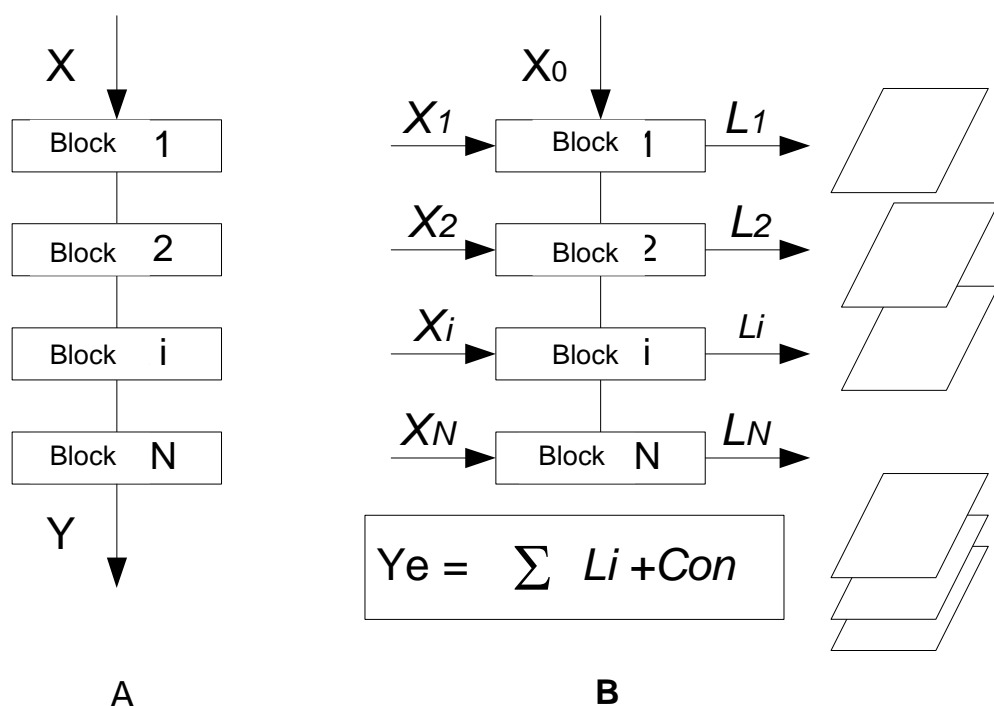 X
Block 1
Block 2
Block i
Block N
Y
A
X0
X1 Block 1 L1
X2 Block 2 L2
Xi Block i Li
XN Block N LN
Ye = ∑ Li +Con
B